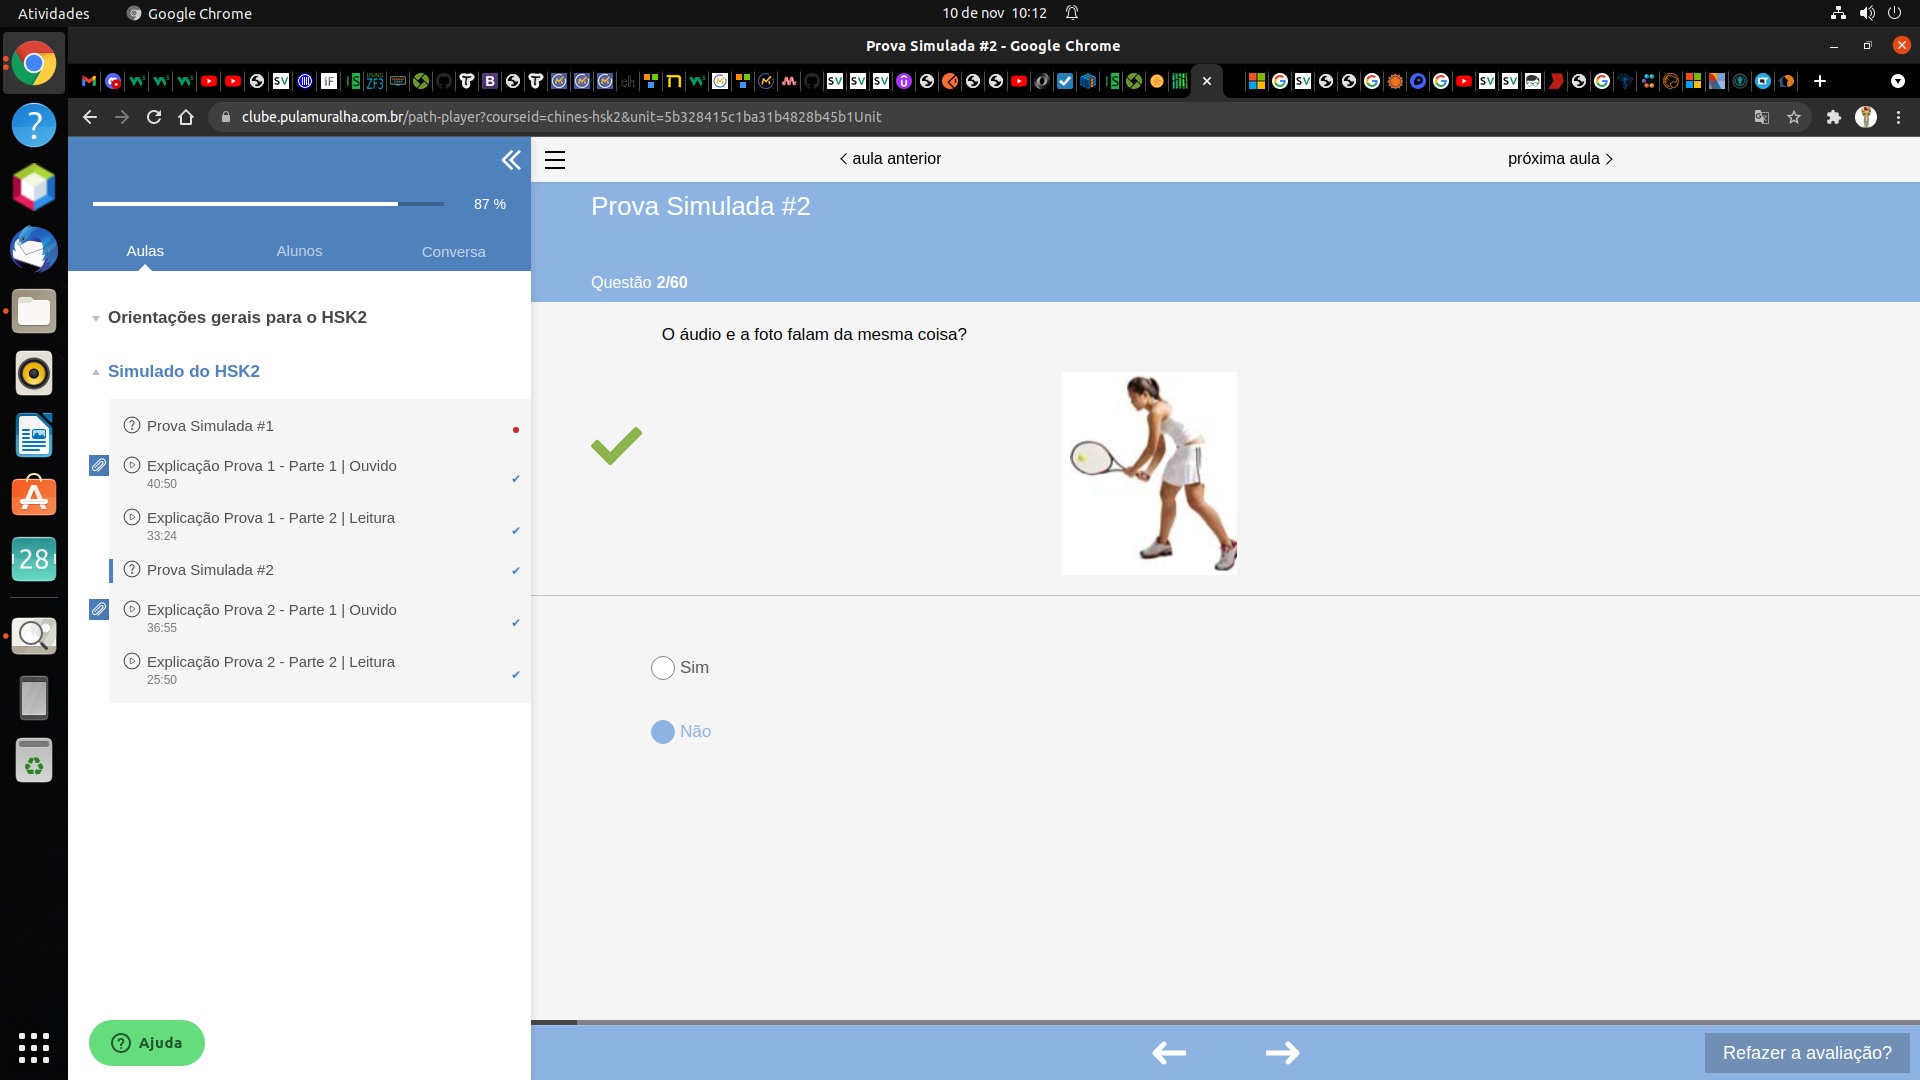 Atividades
Google Chrome
10 de nov 10:12
Prova Simulada #2 - Google Chrome
clube.pulamuralha.com.br/path-player?courseid=chines-hsk2&unit=5b328415c1ba31b4828b45b1Unit
aula anterior
próxima aula
87 %
Aulas
Alunos
Conversa
Orientações gerais para o HSK2
Simulado do HSK2
Prova Simulada #1
Explicação Prova 1 - Parte 1 | Ouvido
40:50
Explicação Prova 1 - Parte 2 | Leitura
33:24
Prova Simulada #2
Explicação Prova 2 - Parte 1 | Ouvido
36:55
Explicação Prova 2 - Parte 2 | Leitura
25:50
Ajuda
28
Prova Simulada #2
Questão 2/60
O áudio e a foto falam da mesma coisa?
Sim
Não
Refazer a avaliação?